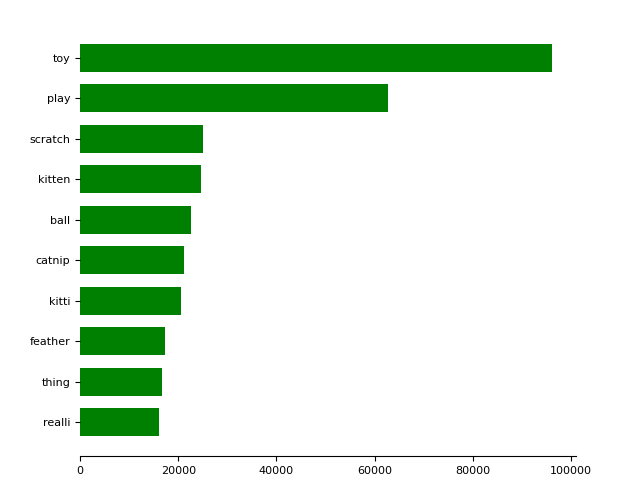 toy
play
scratch
kitten
ball
catnip
kitti
feather
thing
realli
0 20000 40000 60000 80000 100000